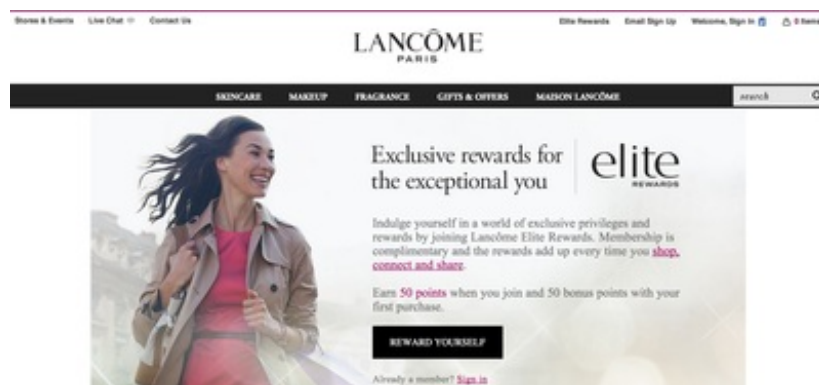 Stores & Events Live Chat Contact Us
Elite Rewards Email Sign Up Welcome, Sign In 0 Items
LANCÔME
PARIS
SKINCARE MAKEUP FRAGRANCE GIFTS & OFFERS MAISON LANCÔME search
Exclusive rewards for
the exceptional you
elite
REWARDS
Indulge yourself in a world of exclusive privileges and
rewards by joining Lancôme Elite Rewards. Membership is
complimentary and the rewards add up every time you shop,
connect and share.
Earn 50 points when you join and 50 bonus points with your
first purchase.
REWARD YOURSELF
Already a member? Sign in